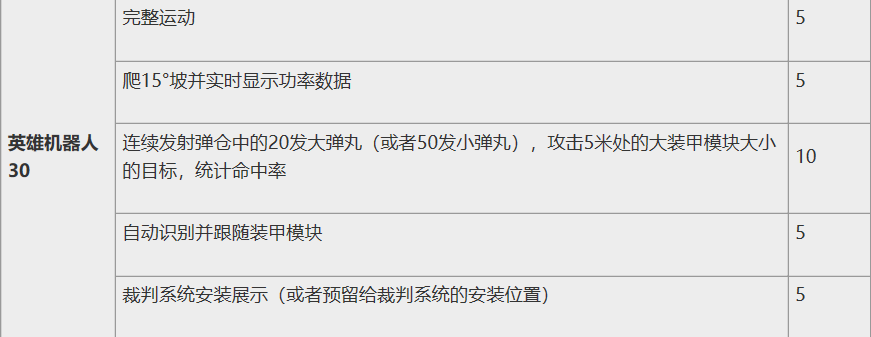 完整运动 5
爬15°坡并实时显示功率数据 5
英雄机器人
30
连续发射弹仓中的20发大弹丸（或者50发小弹丸），攻击5米处的大装甲模块大小
的目标，统计命中率
10
自动识别并跟随装甲模块 5
裁判系统安装展示（或者预留给裁判系统的安装位置） 5